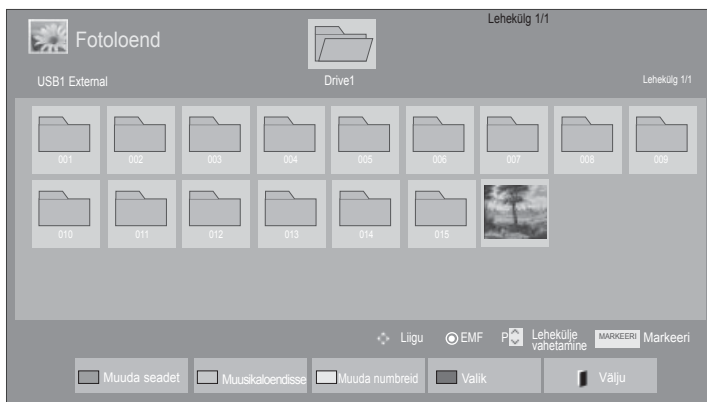 Lehekülg 1/1
Fotoloend
USB1 External
Drive1
Lehekülg 1/1
001
002
003
004
005
006
007
008
009
010
011
012
013
014
015
Liigu
EMF
P
Lehekülje
vahetamine
MARKEERI
Markeeri
Muuda seadet
Muusikaloendisse
Muuda numbreid
Valik
Välju